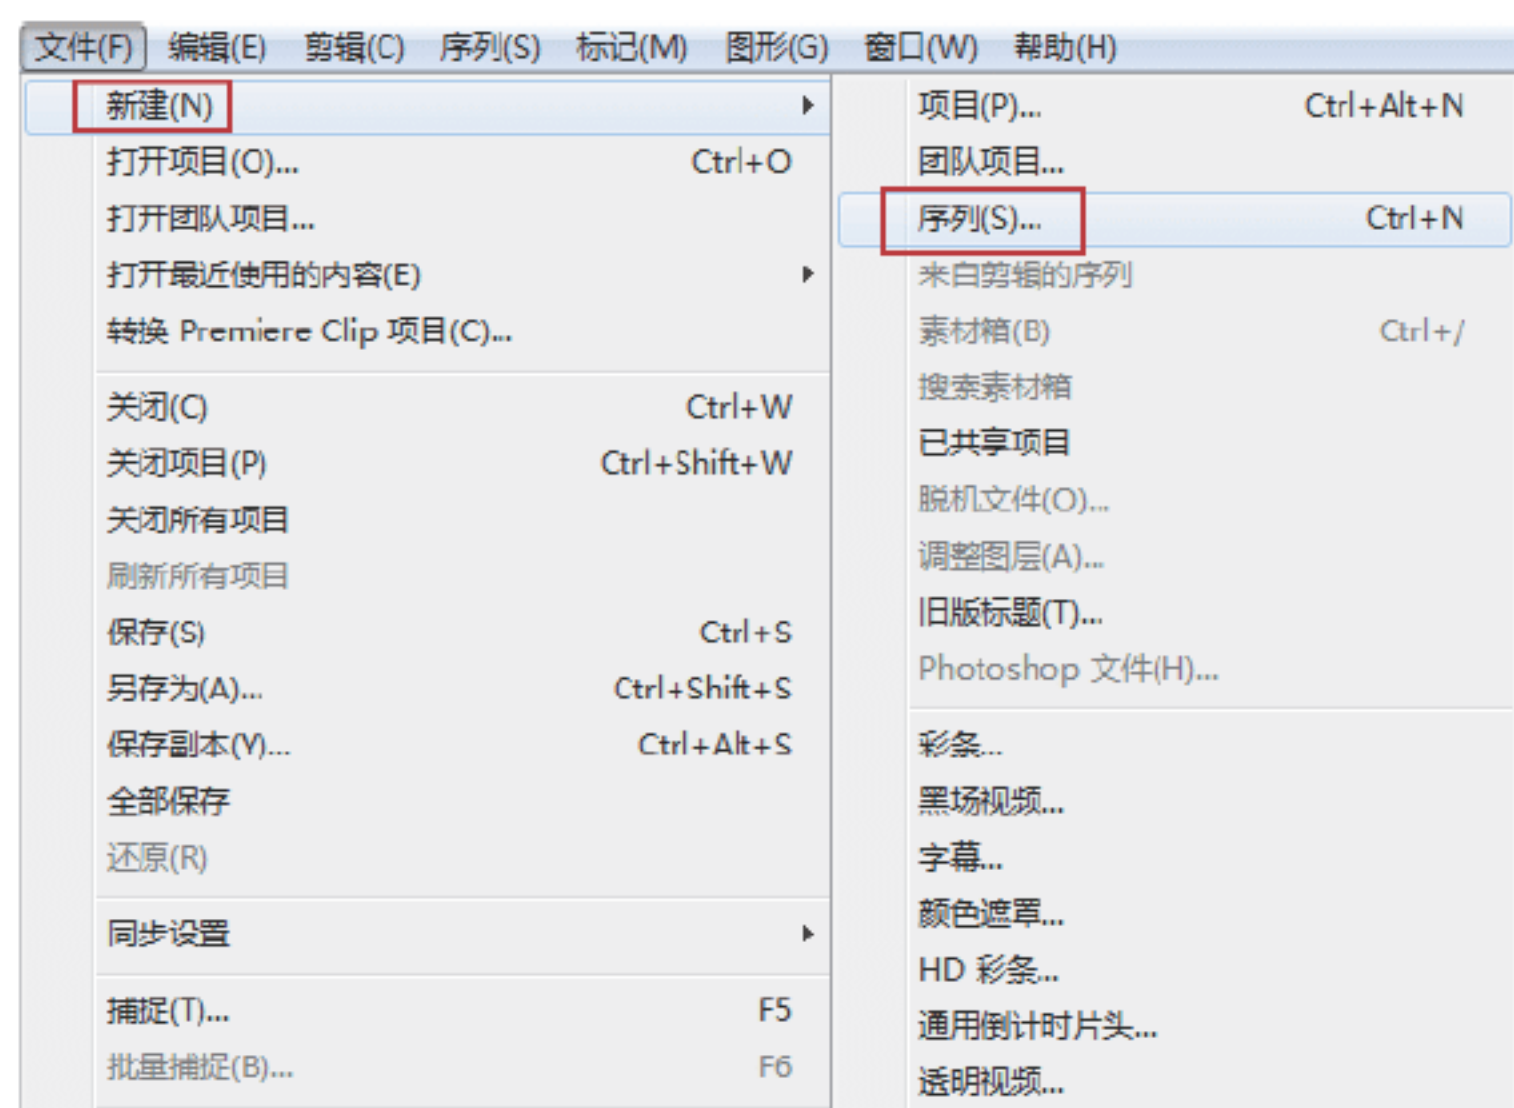 文件(F) 编辑(E) 剪辑(C) 序列(S) 标记(M) 图形(G) 窗口(W) 帮助(H)
新建(N)
打开项目(O)... Ctrl+O
打开团队项目...
打开最近使用的内容(E)
转换 Premiere Clip 项目(C)...
关闭(C) Ctrl+W
关闭项目(P) Ctrl+Shift+W
关闭所有项目
刷新所有项目
保存(S) Ctrl+S
另存为(A)... Ctrl+Shift+S
保存副本(Y)... Ctrl+Alt+S
全部保存
还原(R)
同步设置
捕捉(T)... F5
批量捕捉(B)... F6
项目(P)... Ctrl+Alt+N
团队项目...
序列(S)... Ctrl+N
来自剪辑的序列
素材箱(B) Ctrl+/
搜索素材箱
已共享项目
脱机文件(O)...
调整图层(A)...
旧版标题(T)...
Photoshop 文件(H)...
彩条...
黑场视频...
字幕...
颜色遮罩...
HD 彩条...
通用倒计时片头...
透明视频...